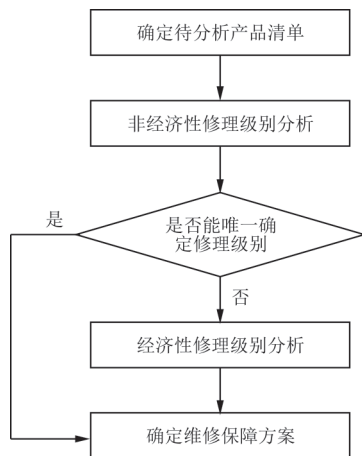 确定待分析产品清单
非经济性修理级别分析
是
是否能唯一确
定修理级别
否
经济性修理级别分析
确定维修保障方案